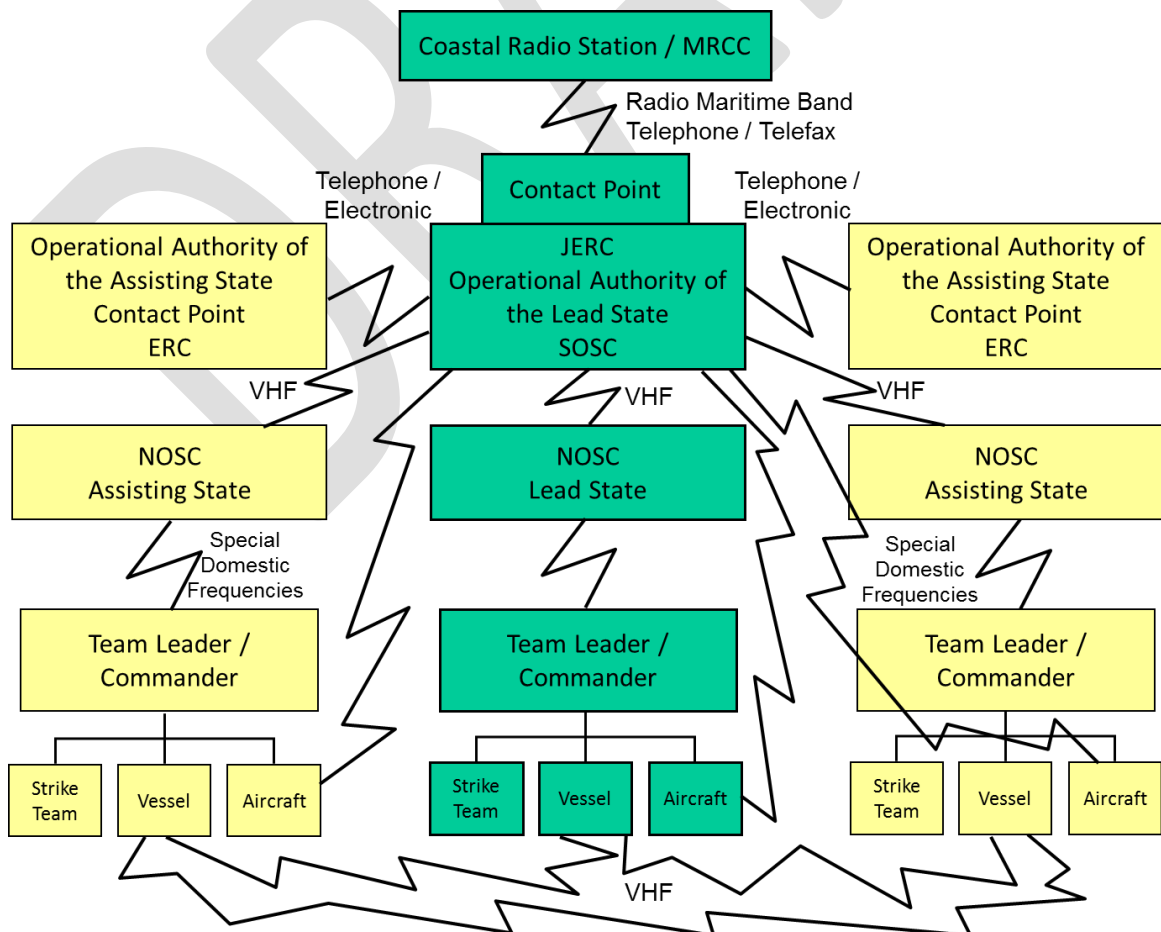 Coastal Radio Station / MRCC
Radio Maritime Band
Telephone / Telefax
Contact Point
Telephone /
Electronic
Telephone /
Electronic
Operational Authority of
the Assisting State
Contact Point
ERC
JERC
Operational Authority of
the Lead State
SOSC
Operational Authority of
the Assisting State
Contact Point
ERC
VHF
VHF
VHF
NOSC
Assisting State
NOSC
Lead State
NOSC
Assisting State
Special
Domestic
Frequencies
Special
Domestic
Frequencies
Team Leader /
Commander
Team Leader /
Commander
Team Leader /
Commander
Strike
Team
Vessel
Aircraft
Strike
Team
Vessel
Aircraft
Strike
Team
Vessel
Aircraft
VHF